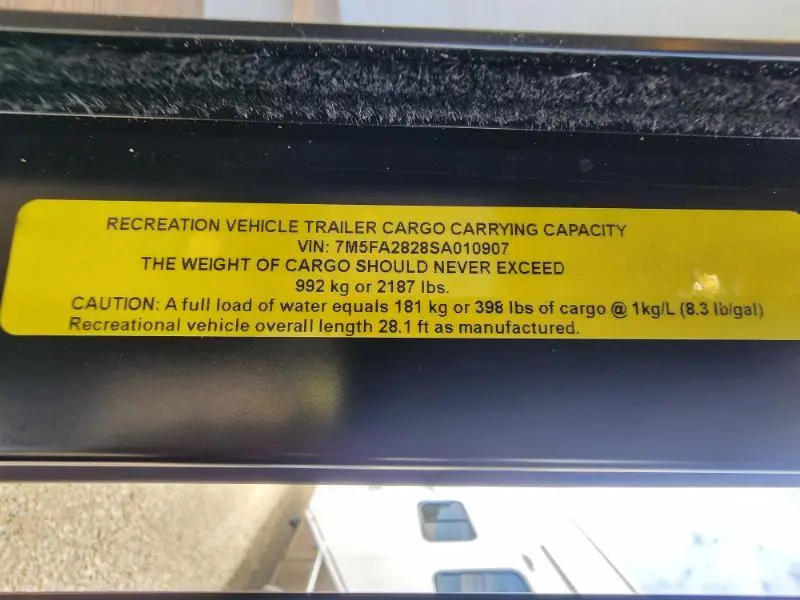 RECREATION VEHICLE TRAILER CARGO CARRYING CAPACITY
VIN: 7M5FA2828SA010907
THE WEIGHT OF CARGO SHOULD NEVER EXCEED
992 kg or 2187 lbs.
CAUTION: A full load of water equals 181 kg or 398 lbs of cargo @ 1kg/L (8.3 lb/gal)
Recreational vehicle overall length 28.1 ft as manufactured.